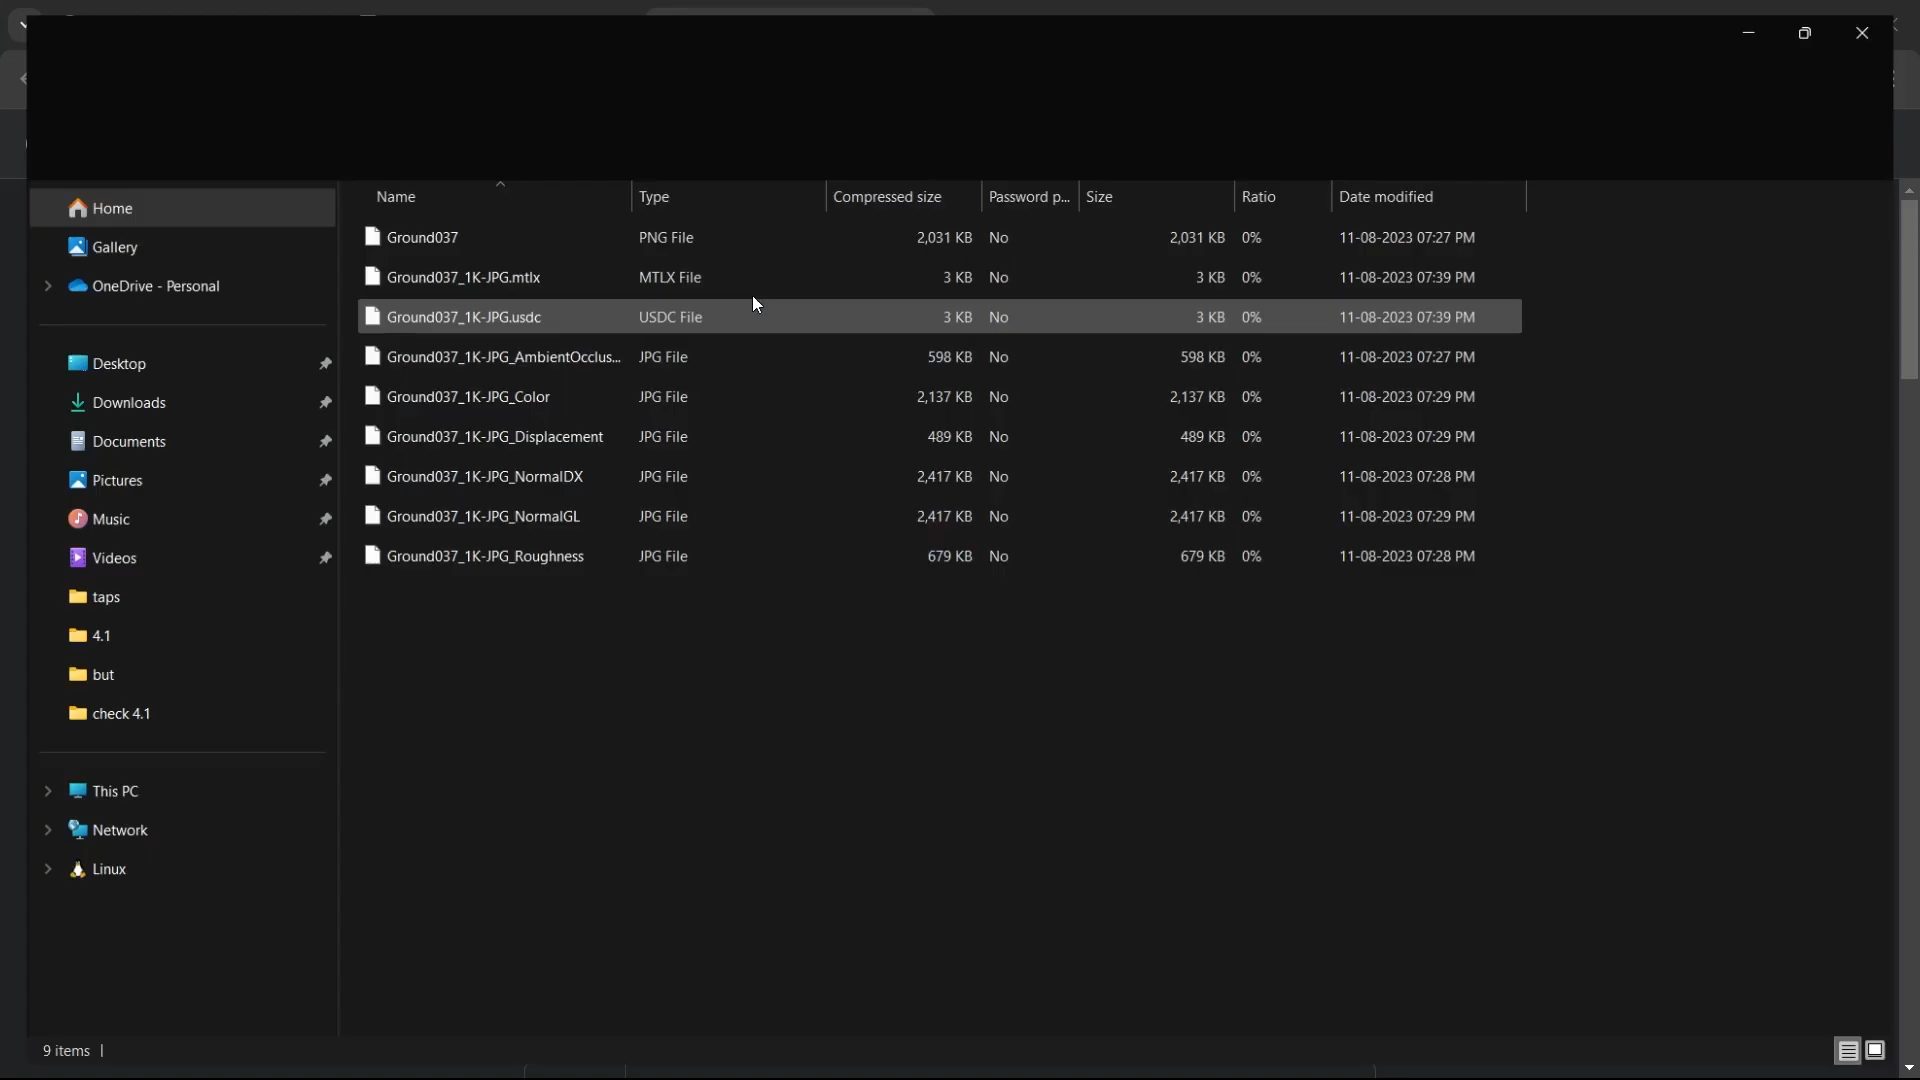 Name Type Compressed size Password p... Size Ratio Date modified
Home
Gallery
OneDrive - Personal
Desktop
Downloads
Documents
Pictures
Music
Videos
taps
4.1
but
check 4.1
This PC
Network
Linux
Ground037 PNG File 2,031 KB No 2,031 KB 0% 11-08-2023 07:27 PM
Ground037_1K-JPG.mtlx MTLX File 3 KB No 3 KB 0% 11-08-2023 07:39 PM
Ground037_1K-JPG.usdc USDC File 3 KB No 3 KB 0% 11-08-2023 07:39 PM
Ground037_1K-JPG_AmbientOcclus... JPG File 598 KB No 598 KB 0% 11-08-2023 07:27 PM
Ground037_1K-JPG_Color JPG File 2,137 KB No 2,137 KB 0% 11-08-2023 07:29 PM
Ground037_1K-JPG_Displacement JPG File 489 KB No 489 KB 0% 11-08-2023 07:29 PM
Ground037_1K-JPG_NormalDX JPG File 2,417 KB No 2,417 KB 0% 11-08-2023 07:28 PM
Ground037_1K-JPG_NormalGL JPG File 2,417 KB No 2,417 KB 0% 11-08-2023 07:29 PM
Ground037_1K-JPG_Roughness JPG File 679 KB No 679 KB 0% 11-08-2023 07:28 PM
9 items